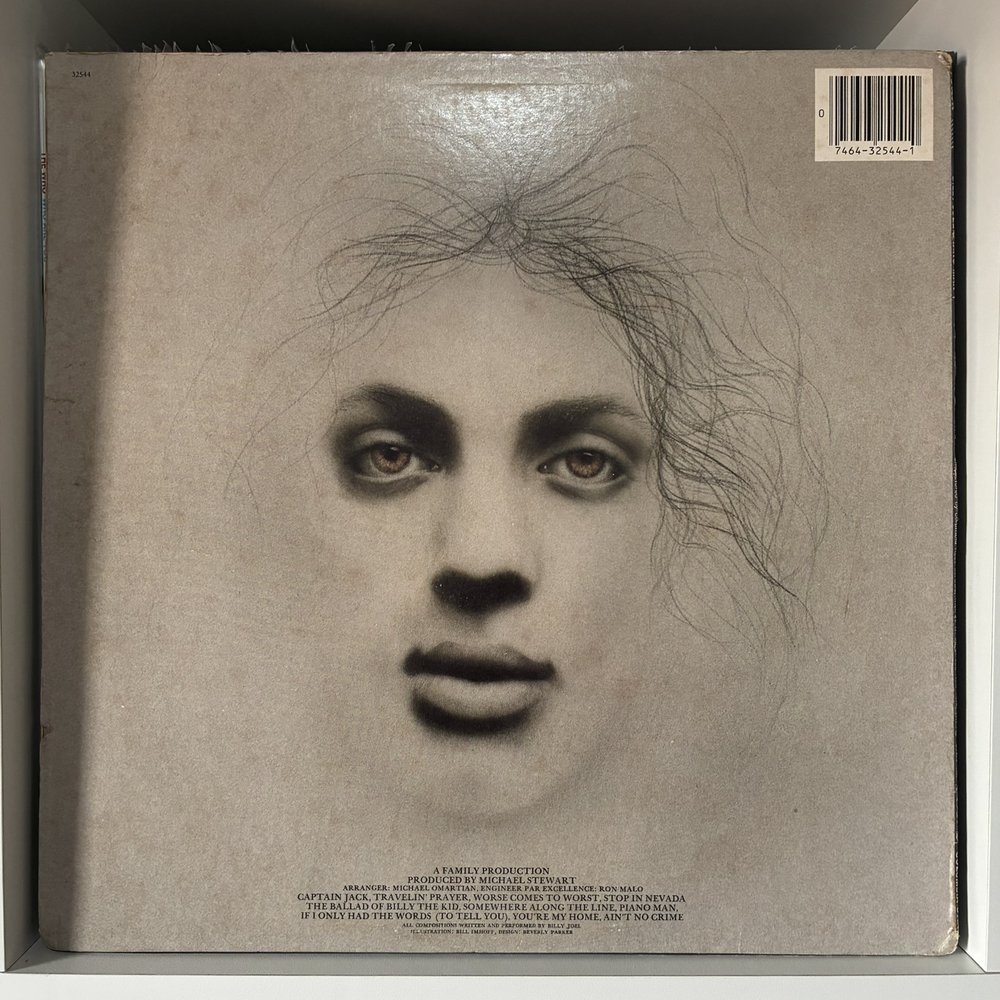 32544
0
7464-32544-1
A FAMILY PRODUCTION
PRODUCED BY MICHAEL STEWART
ARRANGER: MICHAEL OMARTIAN, ENGINEER PAR EXCELLENCE: RON MALO
CAPTAIN JACK, TRAVELIN' PRAYER, WORSE COMES TO WORST, STOP IN NEVADA
THE BALLAD OF BILLY THE KID, SOMEWHERE ALONG THE LINE, PIANO MAN,
IF I ONLY HAD THE WORDS (TO TELL YOU), YOU'RE MY HOME, AIN'T NO CRIME
ALL COMPOSITIONS WRITTEN AND PERFORMED BY BILLY JOEL
ILLUSTRATION: BILL IMHOFF, DESIGN: BEVERLY PARKER